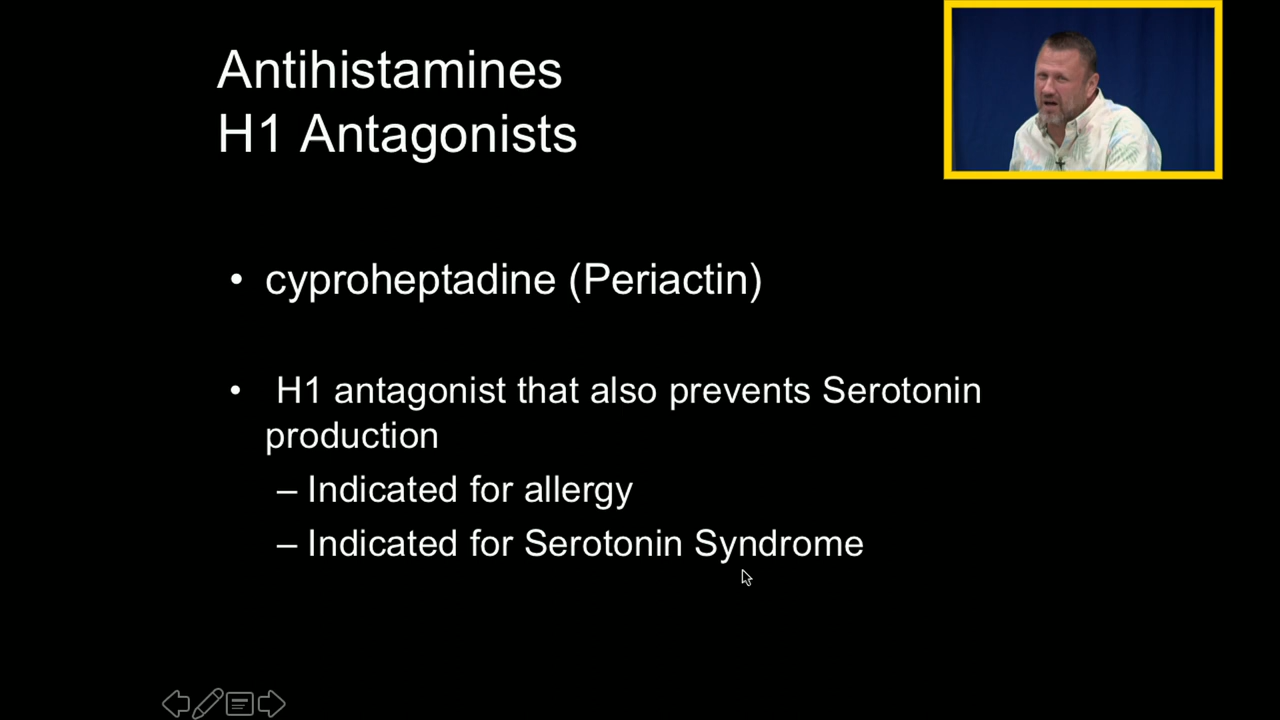 Antihistamines
H1 Antagonists
• cyproheptadine (Periactin)
• H1 antagonist that also prevents Serotonin
production
– Indicated for allergy
– Indicated for Serotonin Syndrome